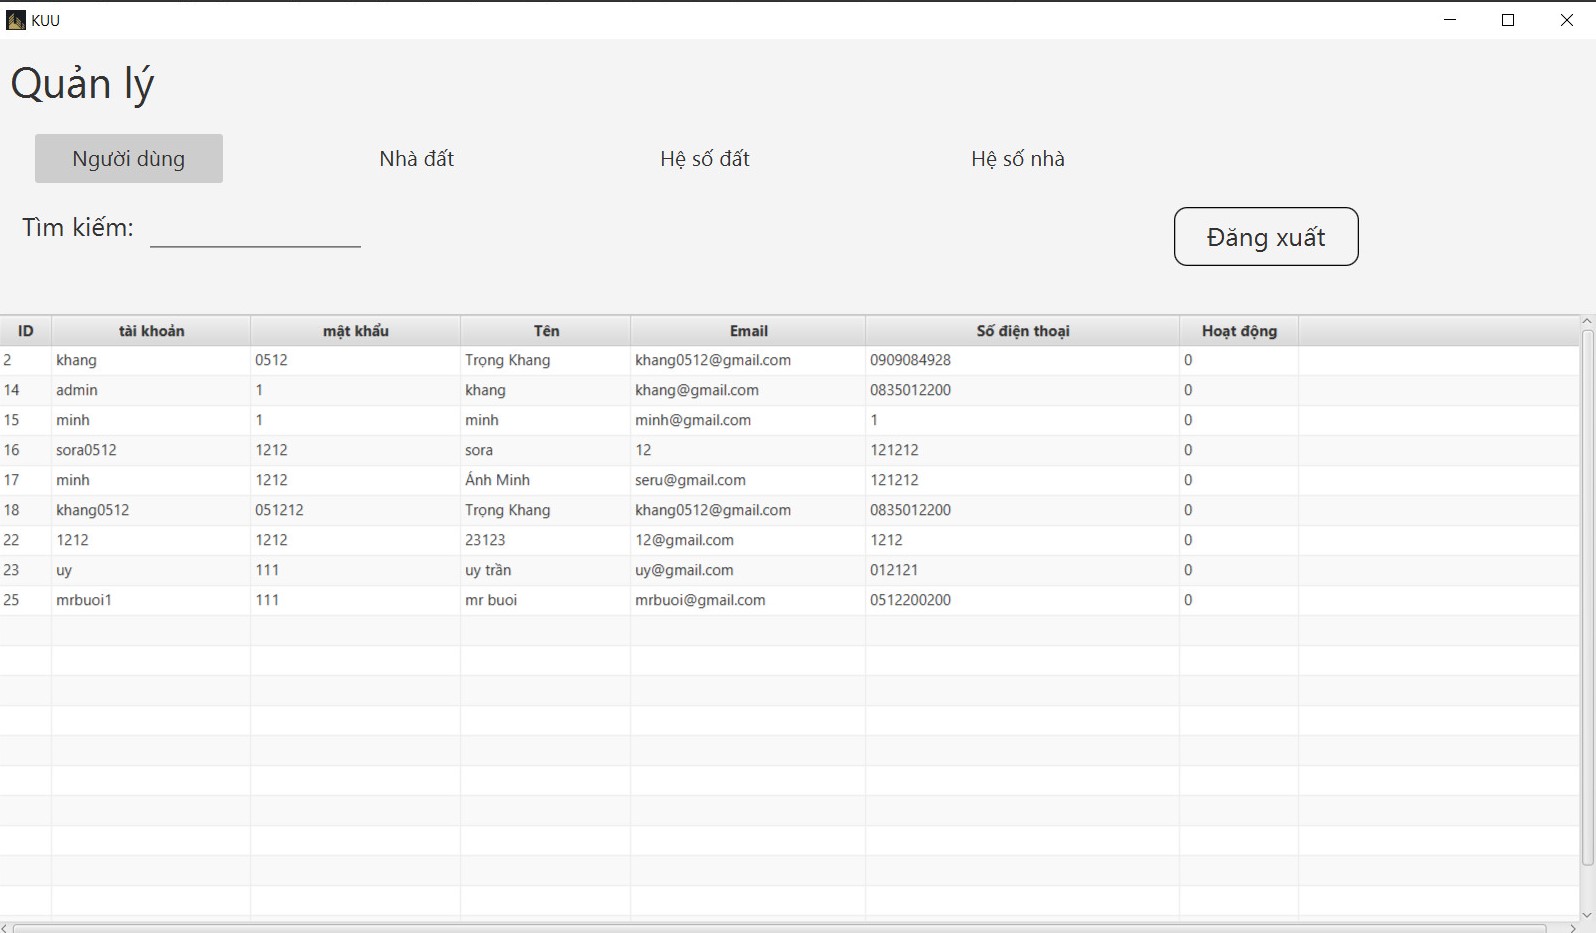 KUU
Quản lý
Người dùng Nhà đất Hệ số đất Hệ số nhà
Tìm kiếm:
Đăng xuất
ID tài khoản mật khẩu Tên Email Số điện thoại Hoạt động
2 khang 0512 Trọng Khang khang0512@gmail.com 0909084928 0
14 admin 1 khang khang@gmail.com 0835012200 0
15 minh 1 minh minh@gmail.com 1 0
16 sora0512 1212 sora 12 121212 0
17 minh 1212 Ánh Minh seru@gmail.com 121212 0
18 khang0512 051212 Trọng Khang khang0512@gmail.com 0835012200 0
22 1212 1212 23123 12@gmail.com 1212 0
23 uy 111 uy trần uy@gmail.com 012121 0
25 mrbuoi1 111 mr buoi mrbuoi@gmail.com 0512200200 0